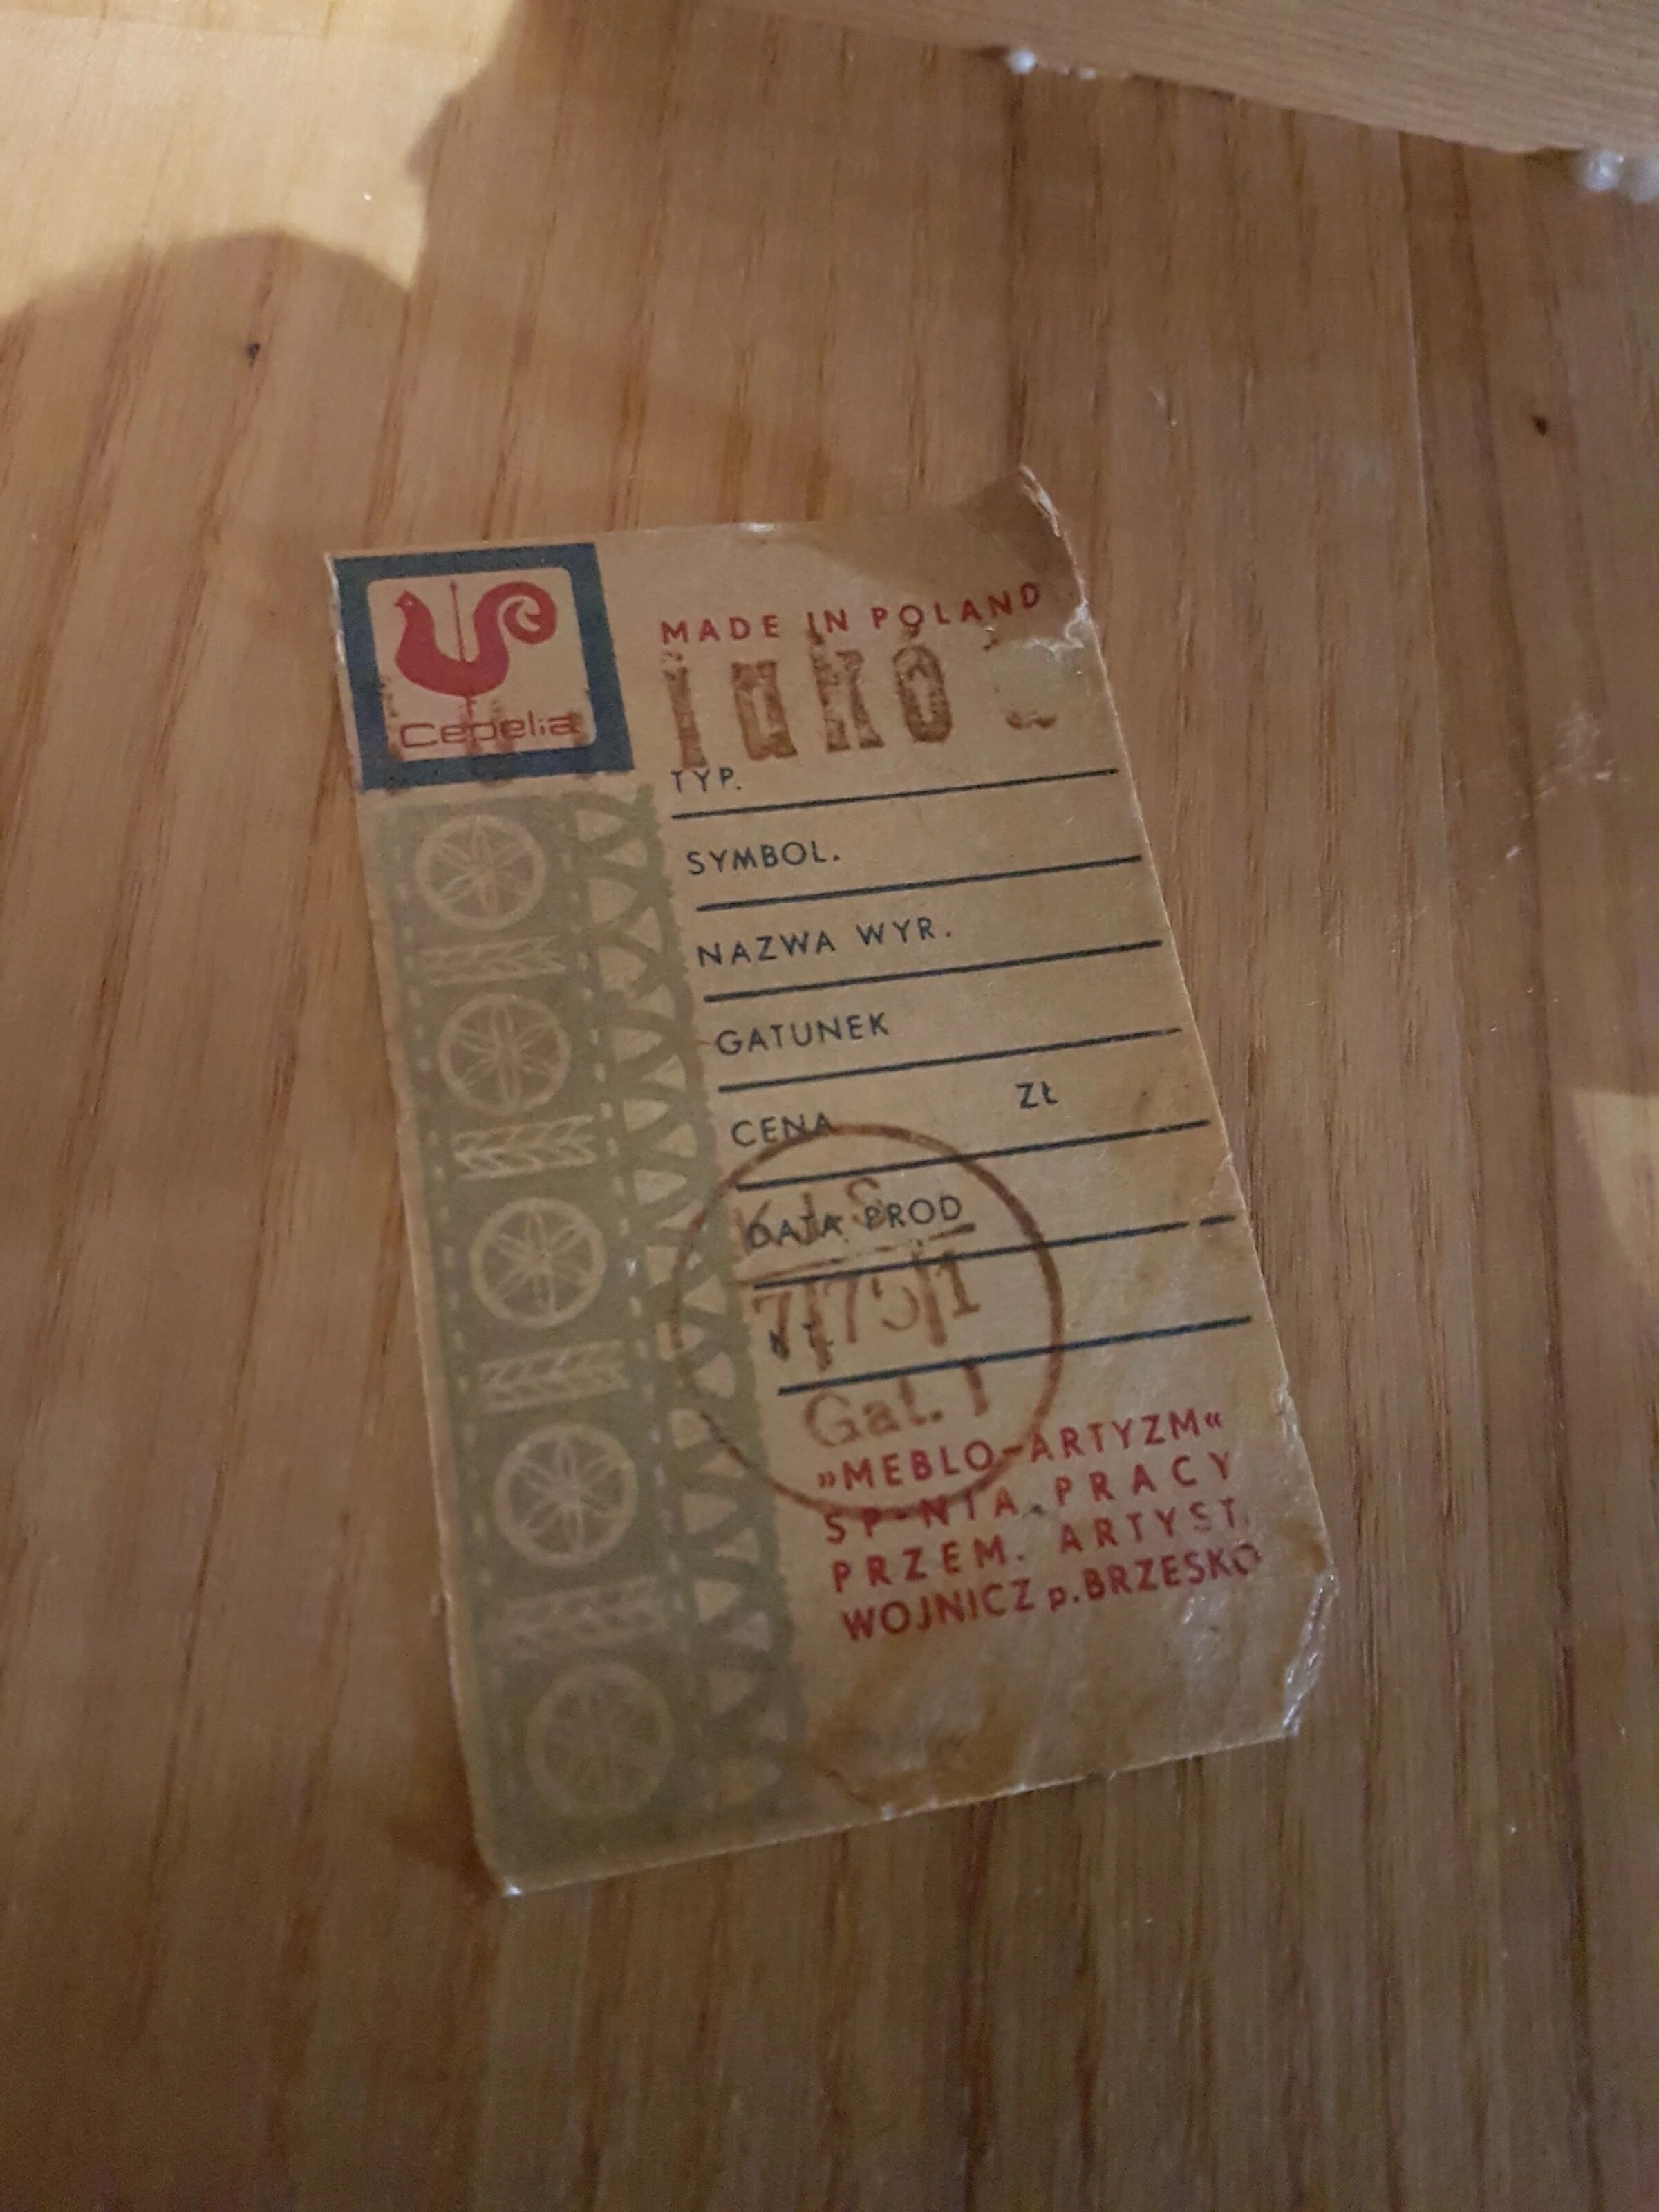 cepelia
MADE IN POLAND
TYP.
SYMBOL.
NAZWA WYR.
GATUNEK
CENA ZŁ
DATA PROD
Gat. I
»MEBLO-ARTYZM«
SP-NIA PRACY
PRZEM. ARTYST.
WOJNICZ p. BRZESKO